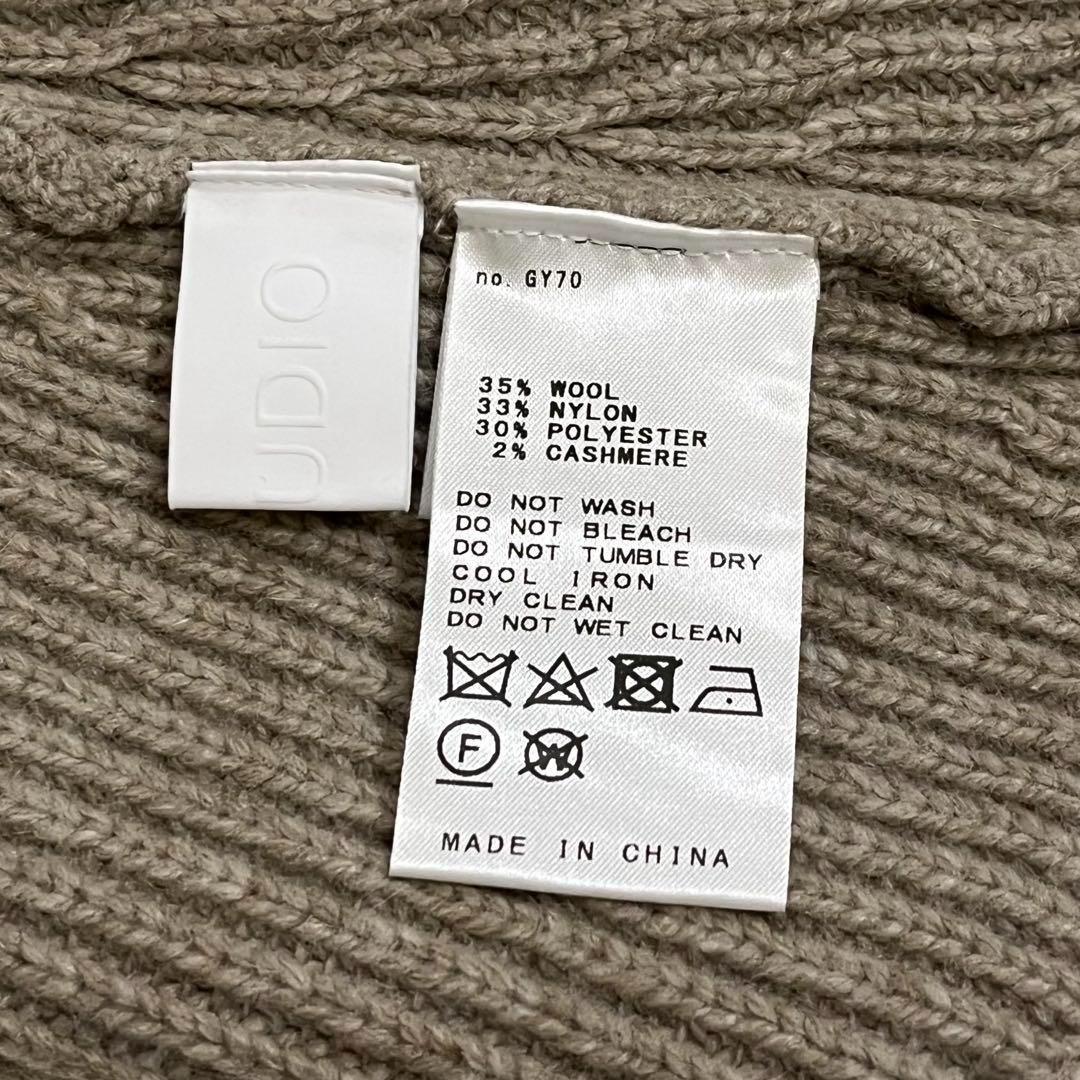 UDIO
no. GY70
35% WOOL
33% NYLON
30% POLYESTER
2% CASHMERE
DO NOT WASH
DO NOT BLEACH
DO NOT TUMBLE DRY
COOL IRON
DRY CLEAN
DO NOT WET CLEAN
F W
MADE IN CHINA